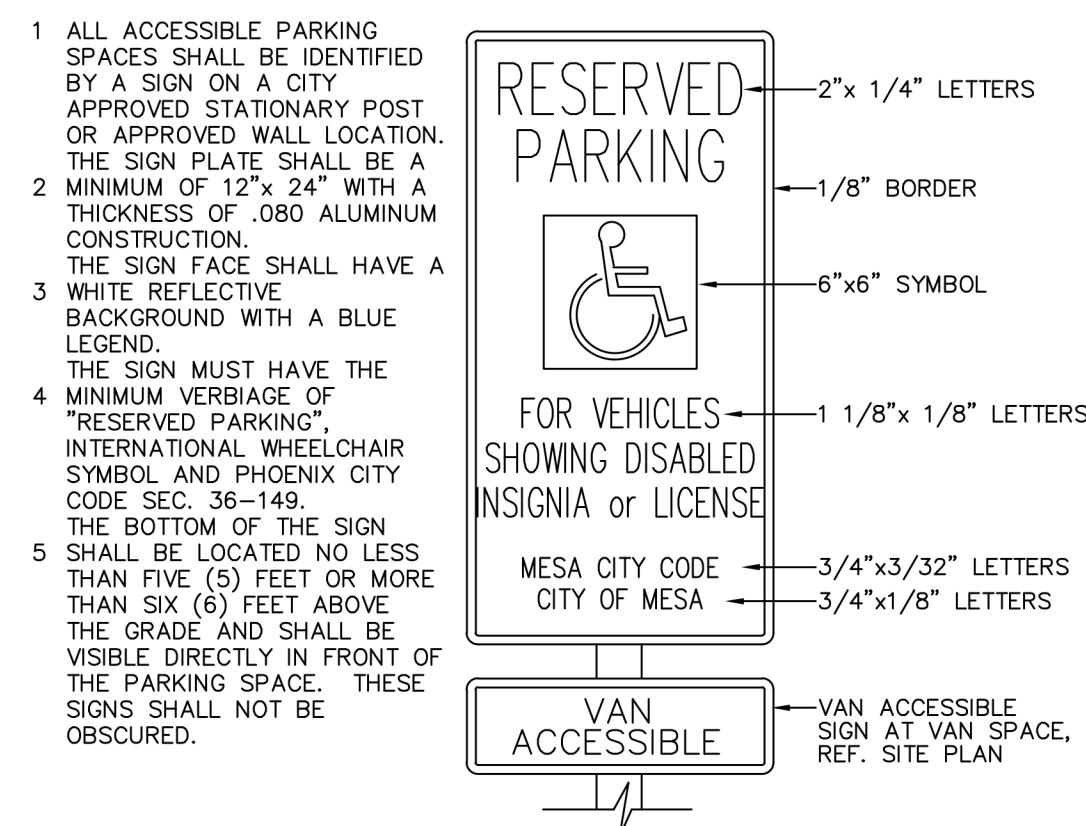 1 ALL ACCESSIBLE PARKING
SPACES SHALL BE IDENTIFIED
BY A SIGN ON A CITY
APPROVED STATIONARY POST
OR APPROVED WALL LOCATION.
THE SIGN PLATE SHALL BE A
2 MINIMUM OF 12"x 24" WITH A
THICKNESS OF .080 ALUMINUM
CONSTRUCTION.
THE SIGN FACE SHALL HAVE A
3 WHITE REFLECTIVE
BACKGROUND WITH A BLUE
LEGEND.
THE SIGN MUST HAVE THE
4 MINIMUM VERBIAGE OF
"RESERVED PARKING",
INTERNATIONAL WHEELCHAIR
SYMBOL AND PHOENIX CITY
CODE SEC. 36-149.
THE BOTTOM OF THE SIGN
5 SHALL BE LOCATED NO LESS
THAN FIVE (5) FEET OR MORE
THAN SIX (6) FEET ABOVE
THE GRADE AND SHALL BE
VISIBLE DIRECTLY IN FRONT OF
THE PARKING SPACE. THESE
SIGNS SHALL NOT BE
OBSCURED.
RESERVED
PARKING
FOR VEHICLES
SHOWING DISABLED
INSIGNIA or LICENSE
MESA CITY CODE
CITY OF MESA
VAN
ACCESSIBLE
2"x 1/4" LETTERS
1/8" BORDER
6"x6" SYMBOL
1 1/8"x 1/8" LETTERS
3/4"x3/32" LETTERS
3/4"x1/8" LETTERS
VAN ACCESSIBLE
SIGN AT VAN SPACE,
REF. SITE PLAN